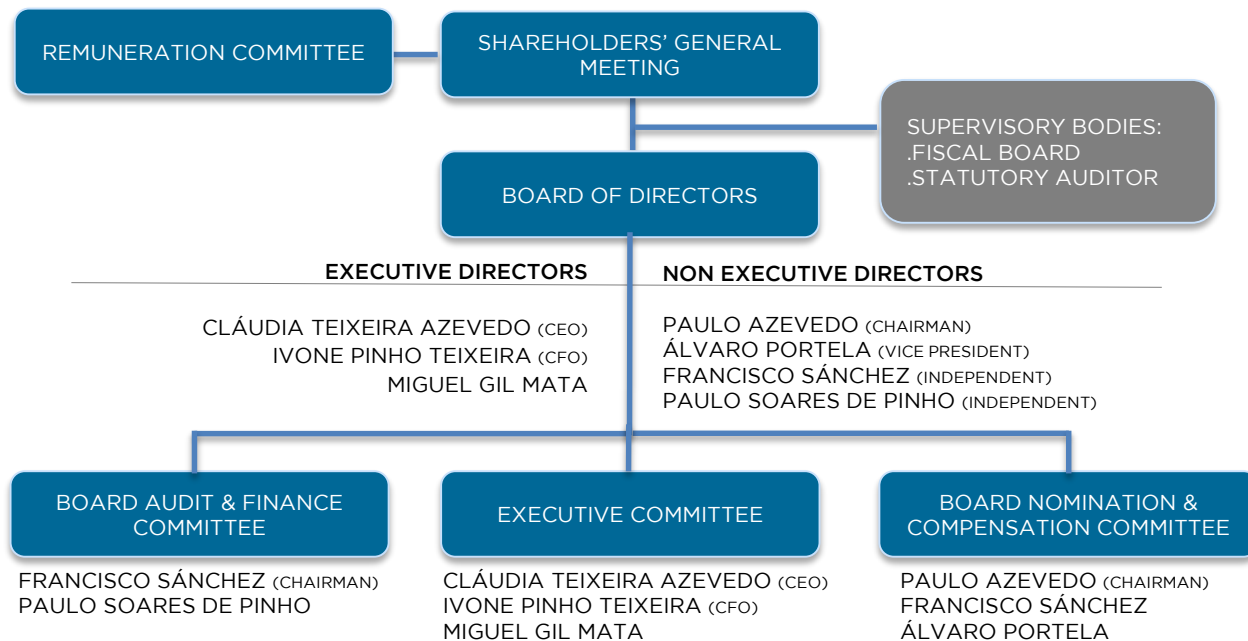 REMUNERATION COMMITTEE
SHAREHOLDERS' GENERAL
MEETING
SUPERVISORY BODIES:
.FISCAL BOARD
.STATUTORY AUDITOR
BOARD OF DIRECTORS
EXECUTIVE DIRECTORS
CLÁUDIA TEIXEIRA AZEVEDO (CEO)
IVONE PINHO TEIXEIRA (CFO)
MIGUEL GIL MATA
NON EXECUTIVE DIRECTORS
PAULO AZEVEDO (CHAIRMAN)
ÁLVARO PORTELA (VICE PRESIDENT)
FRANCISCO SÁNCHEZ (INDEPENDENT)
PAULO SOARES DE PINHO (INDEPENDENT)
BOARD AUDIT & FINANCE
COMMITTEE
FRANCISCO SÁNCHEZ (CHAIRMAN)
PAULO SOARES DE PINHO
EXECUTIVE COMMITTEE
CLÁUDIA TEIXEIRA AZEVEDO (CEO)
IVONE PINHO TEIXEIRA (CFO)
MIGUEL GIL MATA
BOARD NOMINATION &
COMPENSATION COMMITTEE
PAULO AZEVEDO (CHAIRMAN)
FRANCISCO SÁNCHEZ
ÁLVARO PORTELA